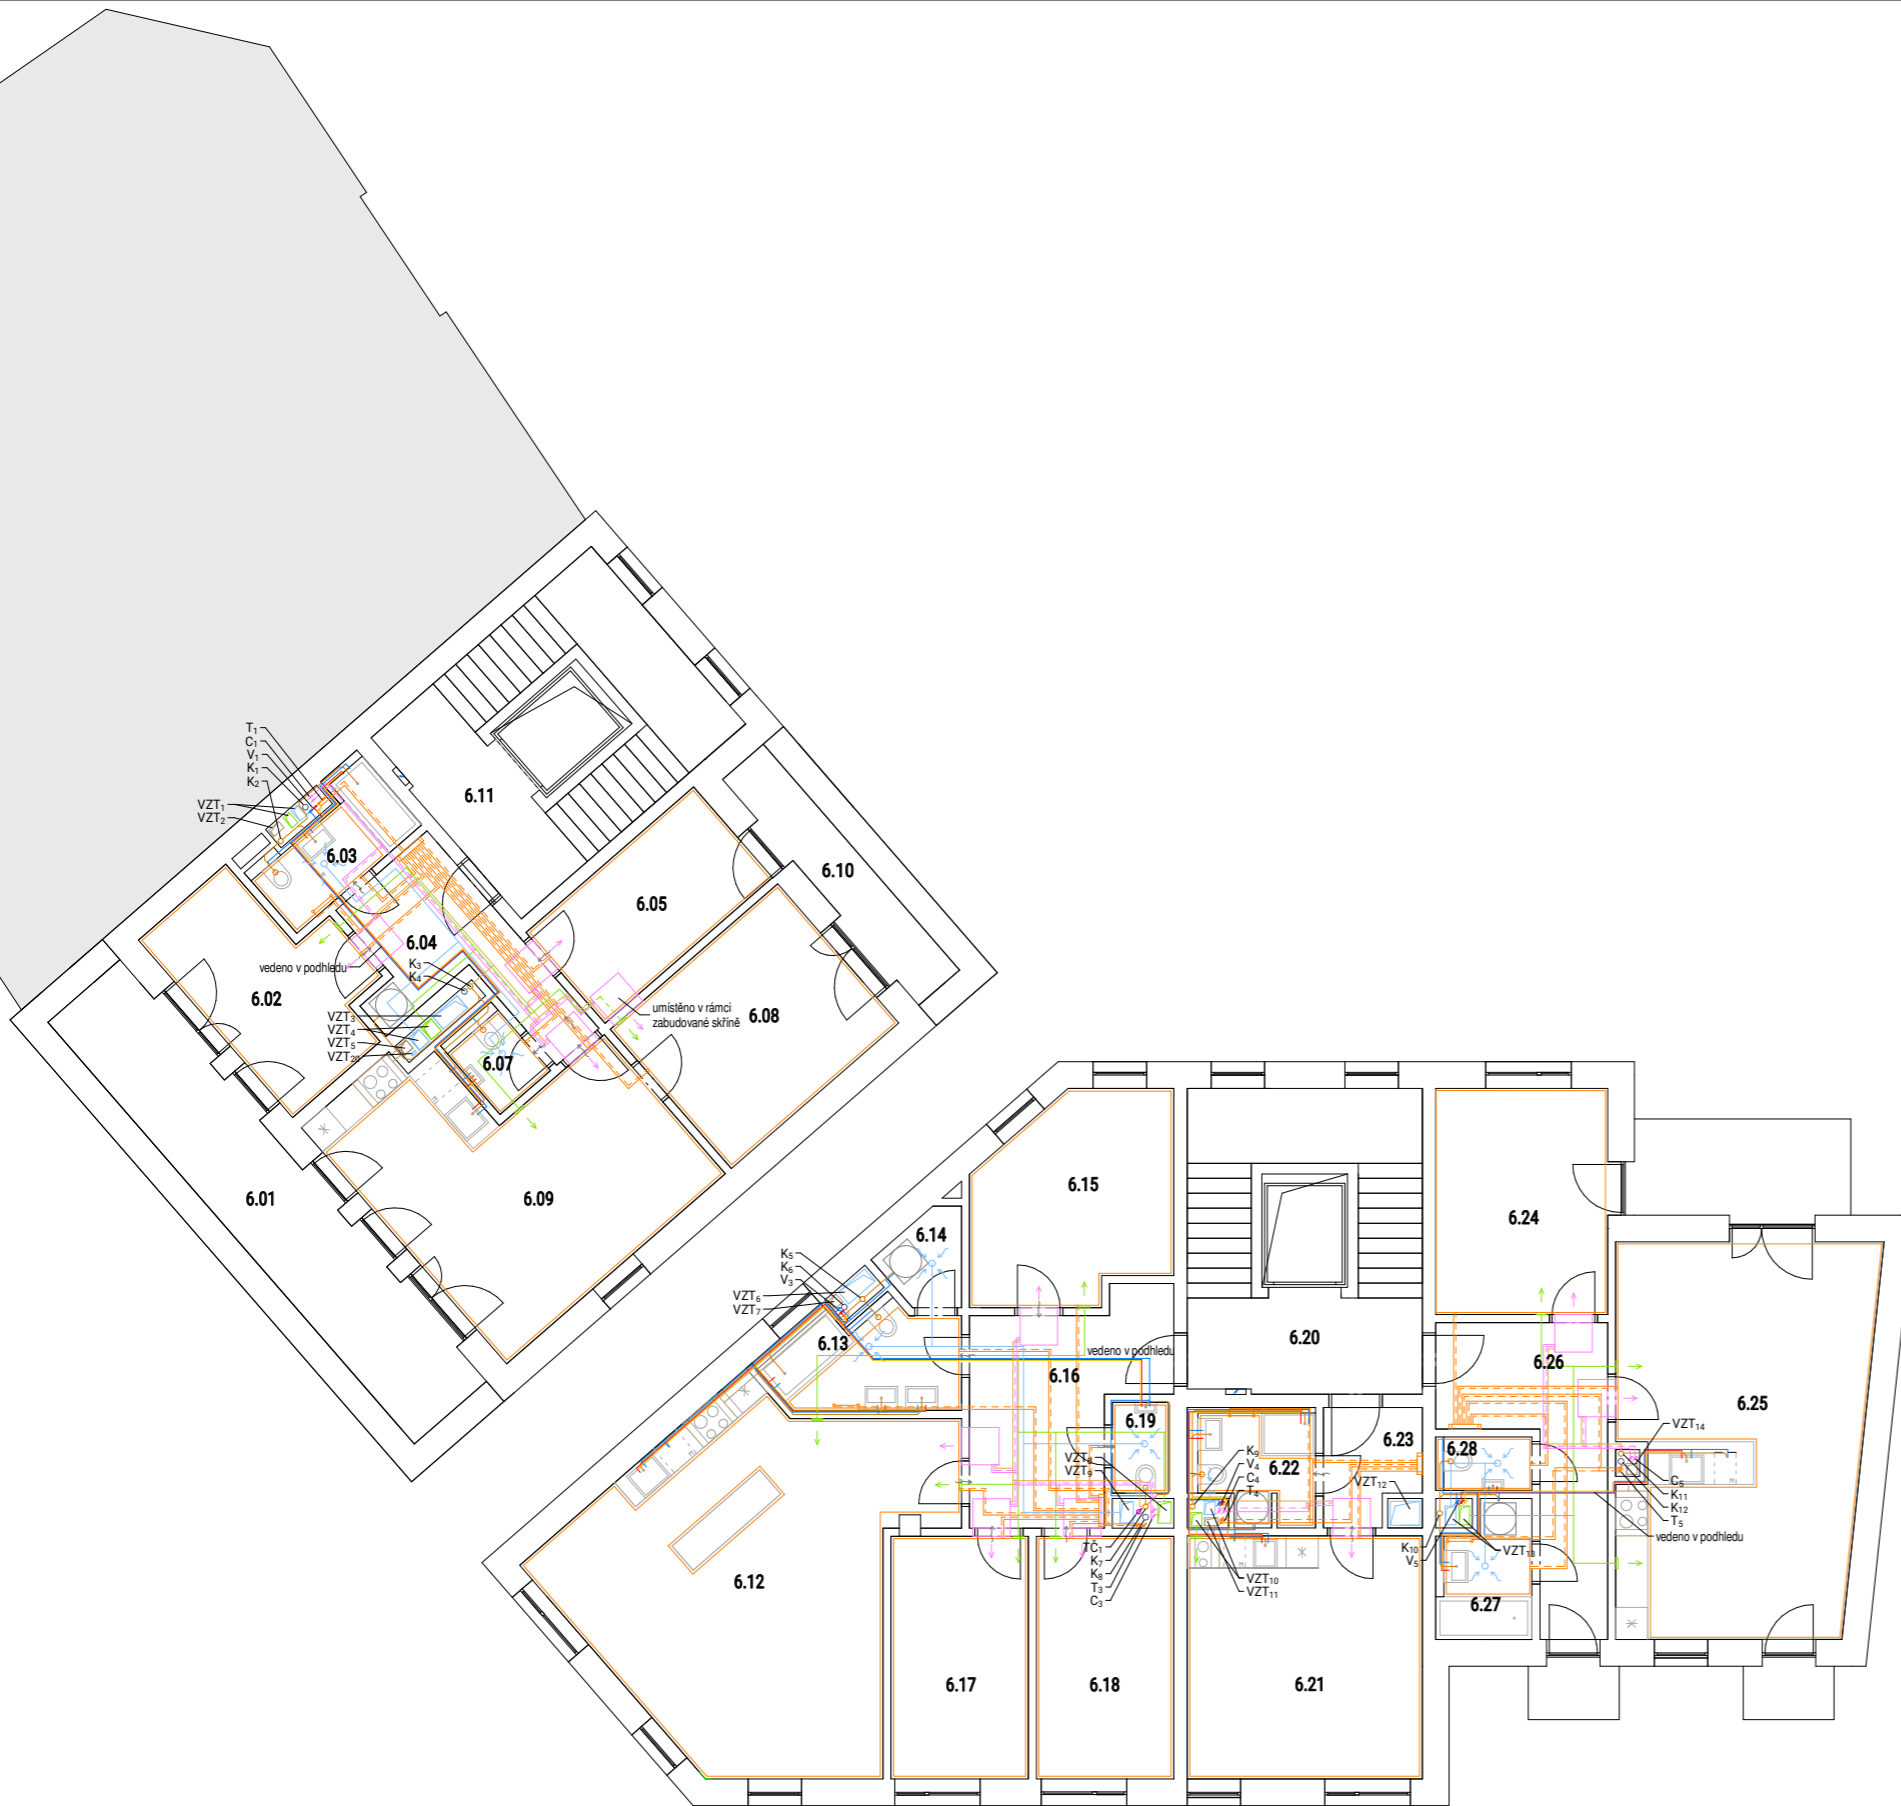 T1
C1
V1
K1
K2
VZT1
VZT2
6.11
6.03
6.10
6.05
6.04
vedeno v podhledu
K3
K4
6.02
umístěno v rámci
zabudované skříně
6.08
VZT3
VZT4
VZT5
VZT20
6.07
6.01
6.09
6.15
6.24
6.14
K5
K6
V3
VZT6
VZT7
6.13
6.20
vedeno v podhledu
6.16
6.26
6.25
6.19
6.23
VZT14
6.28
K9
V4
C4
T4
6.22
VZT8
VZT9
VZT12
C5
K11
K12
T5
vedeno v podhledu
TČ1
K7
K8
T3
C3
K10
V5
VZT13
VZT10
VZT11
6.12
6.27
6.17
6.18
6.21